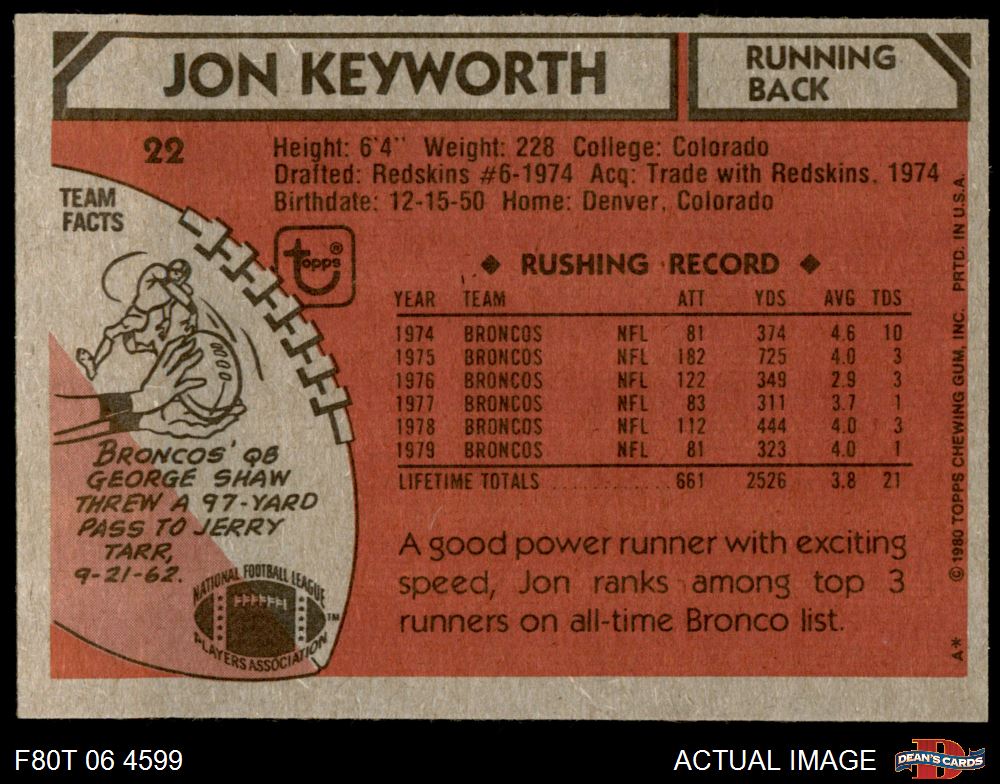 JON KEYWORTH
RUNNING
BACK
22
Height: 6'4" Weight: 228 College: Colorado
Drafted: Redskins #6-1974 Acq: Trade with Redskins, 1974
Birthdate: 12-15-50 Home: Denver, Colorado
TEAM
FACTS
topps®
◆ RUSHING RECORD ◆
YEAR TEAM ATT YDS AVG TDS
1974 BRONCOS NFL 81 374 4.6 10
1975 BRONCOS NFL 182 725 4.0 3
1976 BRONCOS NFL 122 349 2.9 3
1977 BRONCOS NFL 83 311 3.7 1
1978 BRONCOS NFL 112 444 4.0 3
1979 BRONCOS NFL 81 323 4.0 1
LIFETIME TOTALS .............. 661 2526 3.8 21
BRONCOS' QB
GEORGE SHAW
THREW A 97-YARD
PASS TO JERRY
TARR,
9-21-62.
NATIONAL FOOTBALL LEAGUE
PLAYERS ASSOCIATION
TM
A good power runner with exciting
speed, Jon ranks among top 3
runners on all-time Bronco list.
A* © 1980 TOPPS CHEWING GUM, INC. PRTD. IN U.S.A.
F80T 06 4599
ACTUAL IMAGE
D
DEAN'S CARDS